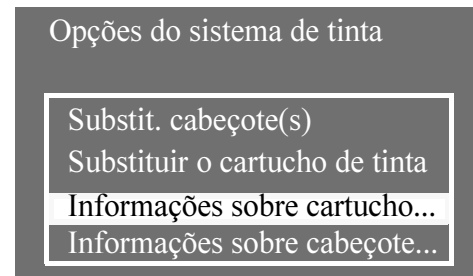 Opções do sistema de tinta
Substit. cabeçote(s)
Substituir o cartucho de tinta
Informações sobre cartucho...
Informações sobre cabeçote...